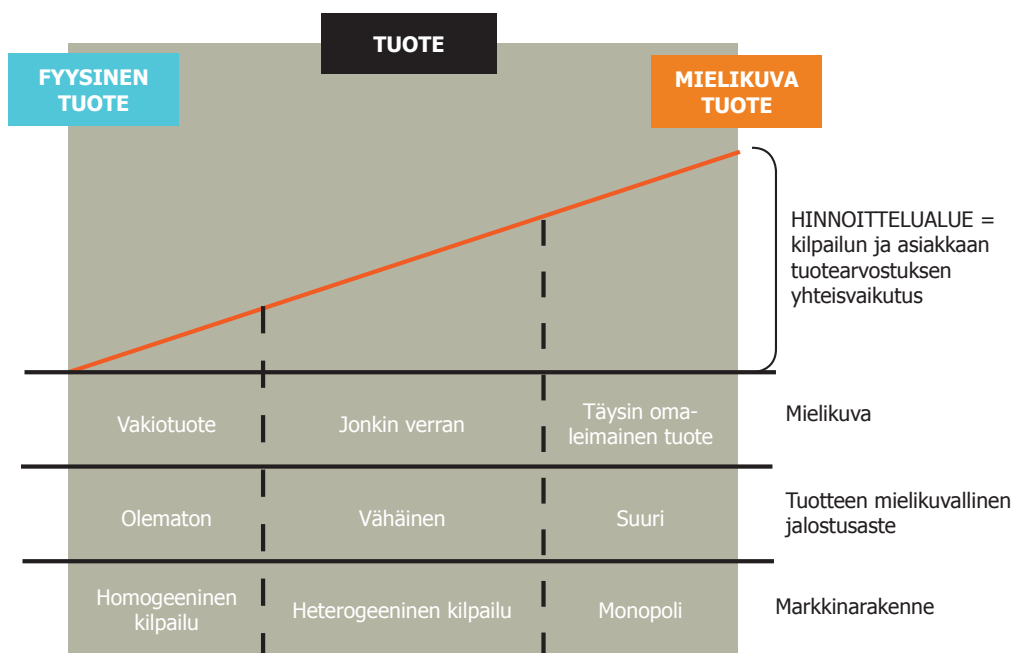 TUOTE
FYYSINEN
TUOTE
MIELIKUVA
TUOTE
HINNOITTELUALUE =
kilpailun ja asiakkaan
tuotearvostuksen
yhteisvaikutus
Vakiotuote
Jonkin verran
Täysin oma-
leimainen tuote
Mielikuva
Olematon
Vähäinen
Suuri
Tuotteen mielikuvallinen
jalostusaste
Homogeeninen
kilpailu
Heterogeeninen kilpailu
Monopoli
Markkinarakenne